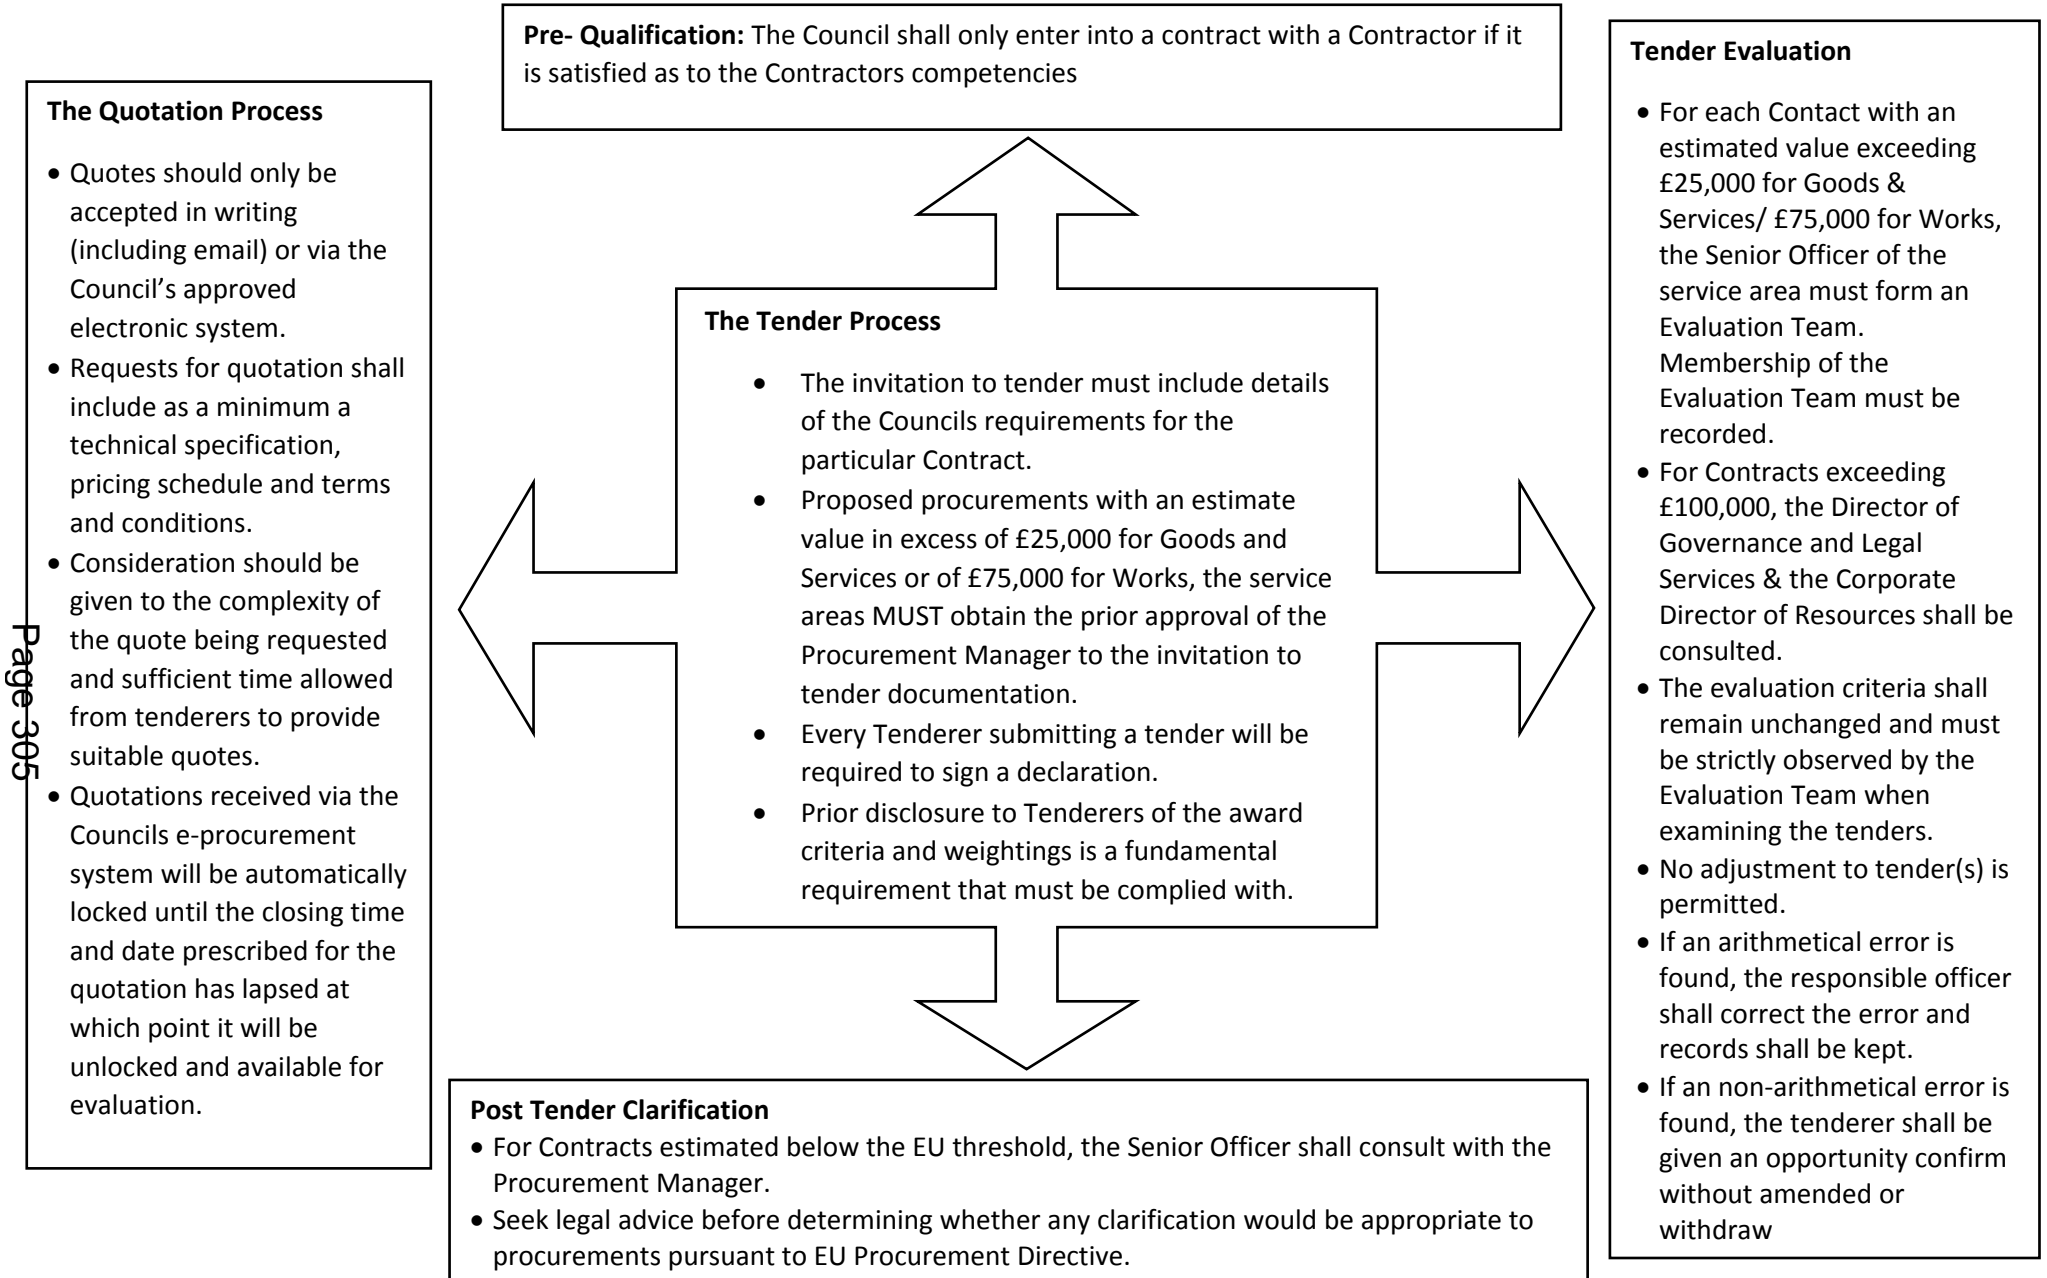 Pre- Qualification: The Council shall only enter into a contract with a Contractor if it
is satisfied as to the Contractors competencies
The Quotation Process
• Quotes should only be
accepted in writing
(including email) or via the
Council’s approved
electronic system.
• Requests for quotation shall
include as a minimum a
technical specification,
pricing schedule and terms
and conditions.
• Consideration should be
given to the complexity of
the quote being requested
and sufficient time allowed
from tenderers to provide
suitable quotes.
• Quotations received via the
Councils e-procurement
system will be automatically
locked until the closing time
and date prescribed for the
quotation has lapsed at
which point it will be
unlocked and available for
evaluation.
The Tender Process
• The invitation to tender must include details
of the Councils requirements for the
particular Contract.
• Proposed procurements with an estimate
value in excess of £25,000 for Goods and
Services or of £75,000 for Works, the service
areas MUST obtain the prior approval of the
Procurement Manager to the invitation to
tender documentation.
• Every Tenderer submitting a tender will be
required to sign a declaration.
• Prior disclosure to Tenderers of the award
criteria and weightings is a fundamental
requirement that must be complied with.
Tender Evaluation
• For each Contact with an
estimated value exceeding
£25,000 for Goods &
Services/ £75,000 for Works,
the Senior Officer of the
service area must form an
Evaluation Team.
Membership of the
Evaluation Team must be
recorded.
• For Contracts exceeding
£100,000, the Director of
Governance and Legal
Services & the Corporate
Director of Resources shall be
consulted.
• The evaluation criteria shall
remain unchanged and must
be strictly observed by the
Evaluation Team when
examining the tenders.
• No adjustment to tender(s) is
permitted.
• If an arithmetical error is
found, the responsible officer
shall correct the error and
records shall be kept.
• If an non-arithmetical error is
found, the tenderer shall be
given an opportunity confirm
without amended or
withdraw
Post Tender Clarification
• For Contracts estimated below the EU threshold, the Senior Officer shall consult with the
Procurement Manager.
• Seek legal advice before determining whether any clarification would be appropriate to
procurements pursuant to EU Procurement Directive.
Page 305